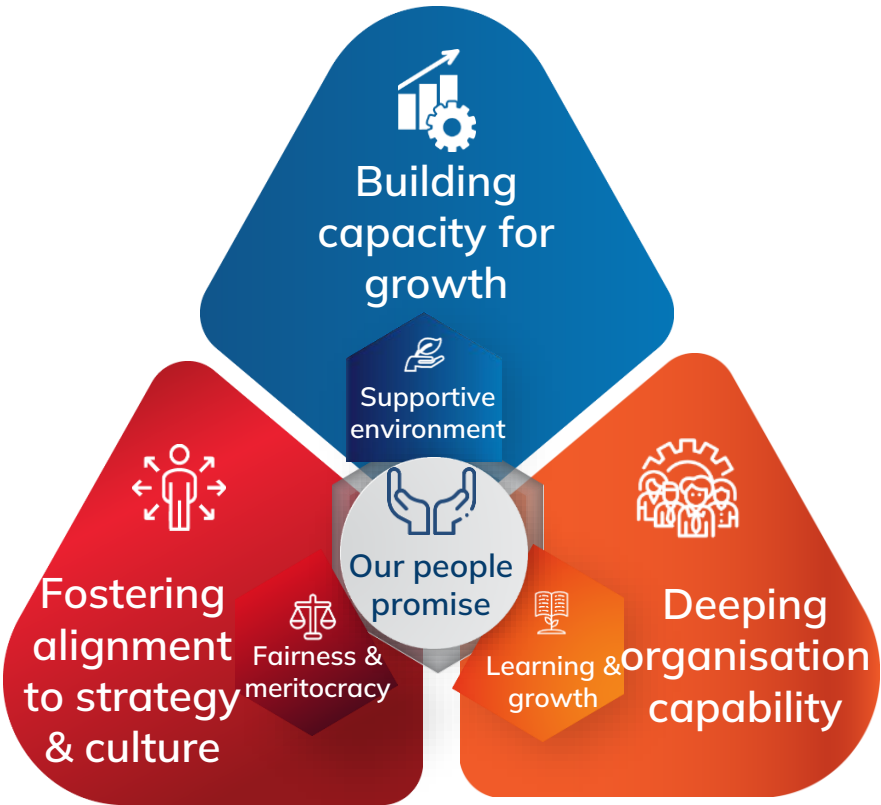 Building
capacity for
growth
Supportive
environment
Our people
promise
Fostering
alignment
to strategy
& culture
Fairness &
meritocracy
Learning &
growth
Deeping
organisation
capability